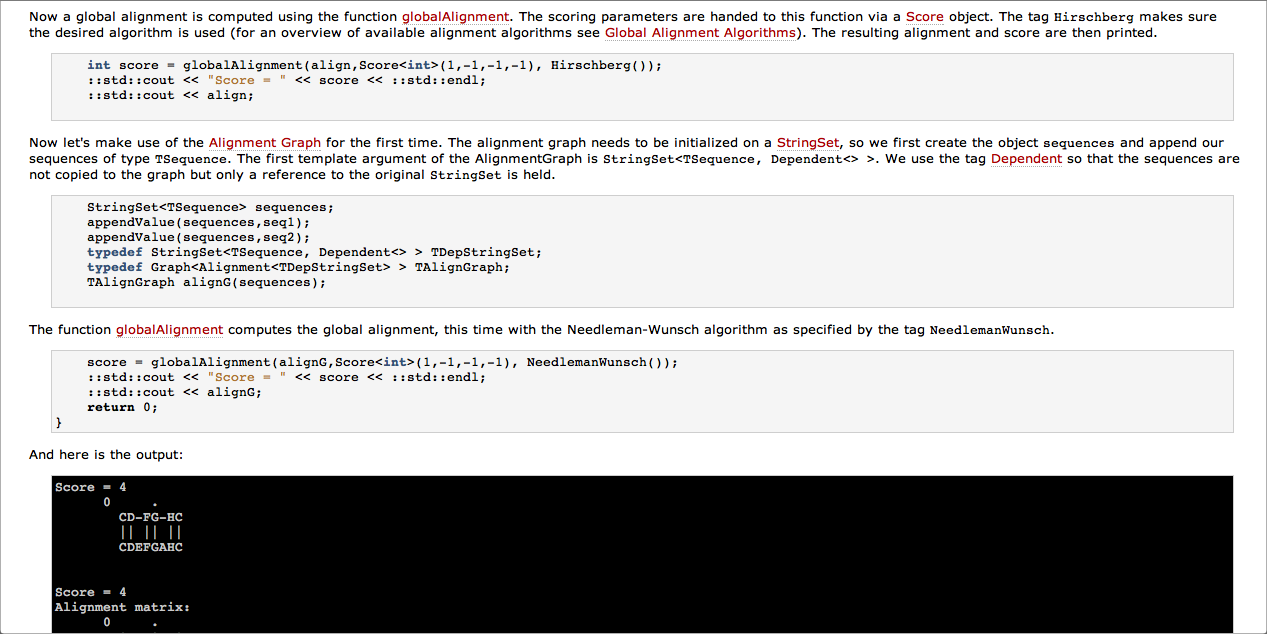 Now a global alignment is computed using the function globalAlignment. The scoring parameters are handed to this function via a Score object. The tag Hirschberg makes sure
the desired algorithm is used (for an overview of available alignment algorithms see Global Alignment Algorithms). The resulting alignment and score are then printed.
int score = globalAlignment(align,Score<int>(1,-1,-1,-1), Hirschberg());
::std::cout << "Score = " << score << ::std::endl;
::std::cout << align;
Now let's make use of the Alignment Graph for the first time. The alignment graph needs to be initialized on a StringSet, so we first create the object sequences and append our
sequences of type TSequence. The first template argument of the AlignmentGraph is StringSet<TSequence, Dependent<> >. We use the tag Dependent so that the sequences are
not copied to the graph but only a reference to the original StringSet is held.
StringSet<TSequence> sequences;
appendValue(sequences,seq1);
appendValue(sequences,seq2);
typedef StringSet<TSequence, Dependent<> > TDepStringSet;
typedef Graph<Alignment<TDepStringSet> > TAlignGraph;
TAlignGraph alignG(sequences);
The function globalAlignment computes the global alignment, this time with the Needleman-Wunsch algorithm as specified by the tag NeedlemanWunsch.
score = globalAlignment(alignG,Score<int>(1,-1,-1,-1), NeedlemanWunsch());
::std::cout << "Score = " << score << ::std::endl;
::std::cout << alignG;
return 0;
}
And here is the output:
Score = 4
0     .
CD-FG-HC
|| || ||
CDEFGAHC
Score = 4
Alignment matrix:
0     .